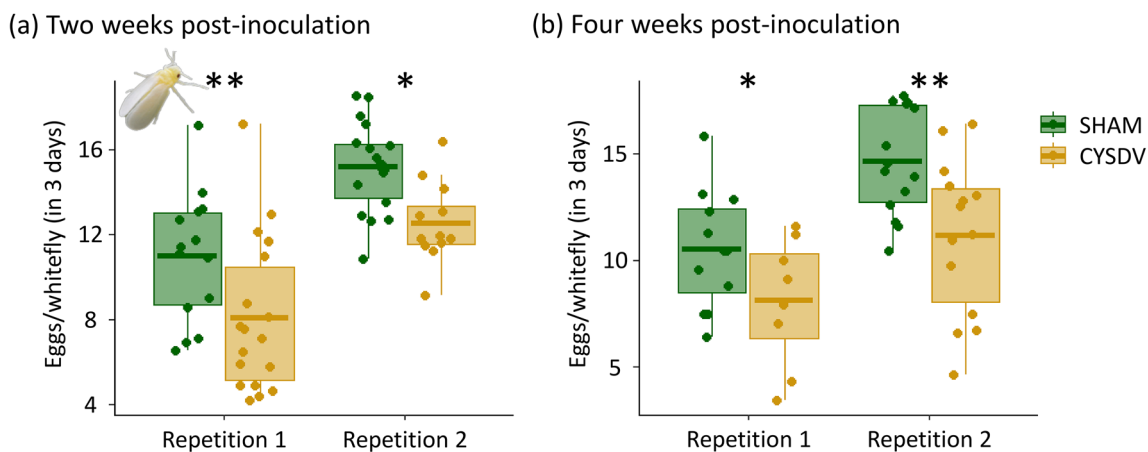 (a) Two weeks post-inoculation
(b) Four weeks post-inoculation
Eggs/whitefly (in 3 days)
16
12
8
4
**
*
Repetition 1
Repetition 2
Eggs/whitefly (in 3 days)
15
10
5
*
**
Repetition 1
Repetition 2
SHAM
CYSDV